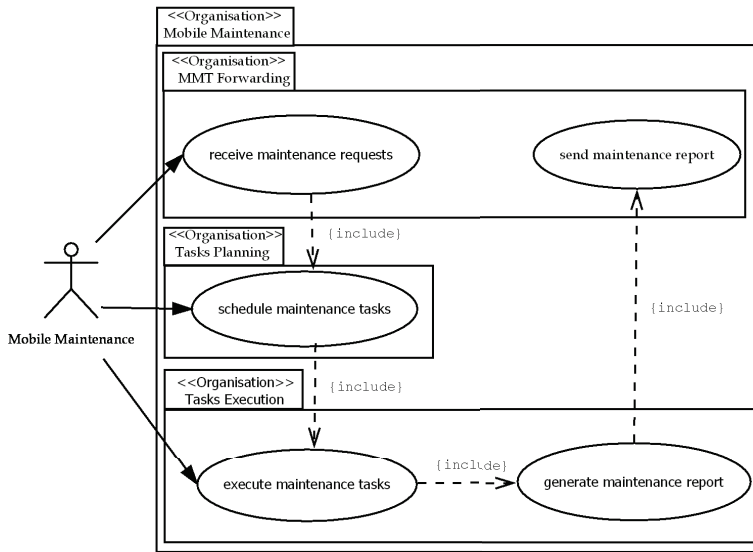 <<Organisation>>
Mobile Maintenance
<<Organisation>>
MMT Forwarding
receive maintenance requests
send maintenance report
{include}
<<Organisation>>
Tasks Planning
schedule maintenance tasks
{include}
Mobile Maintenance
<<Organisation>>
Tasks Execution
{include}
execute maintenance tasks
{include}
generate maintenance report